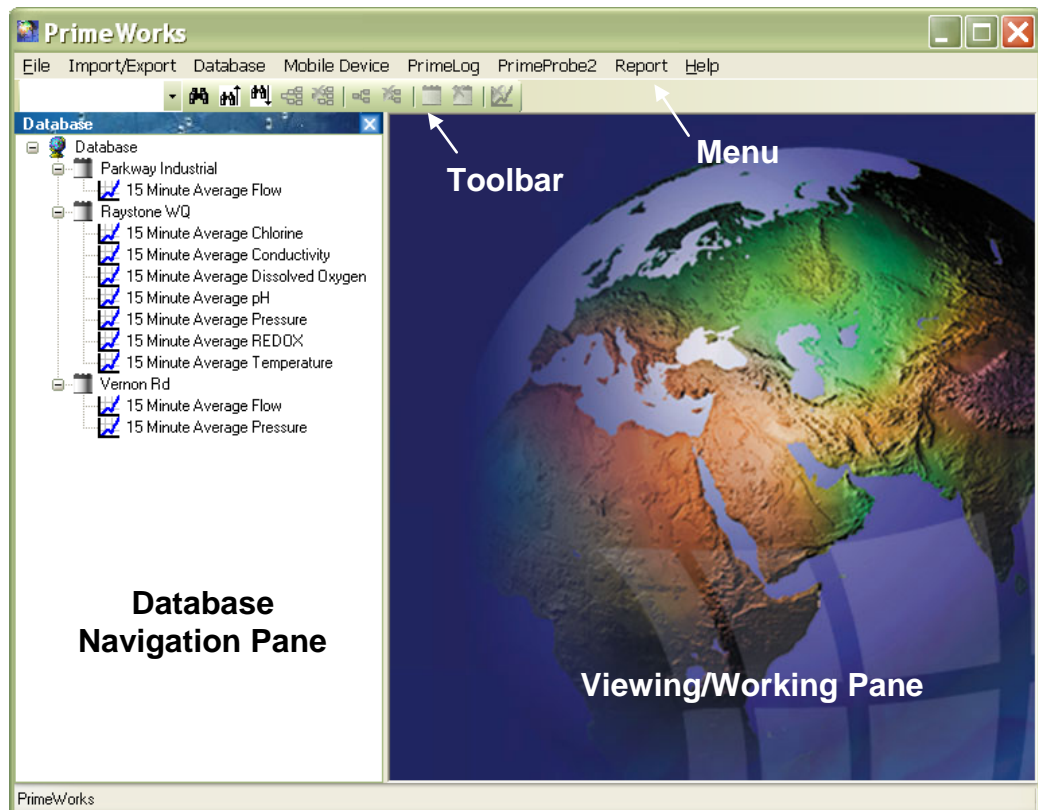 PrimeWorks
File Import/Export Database Mobile Device PrimeLog PrimeProbe2 Report Help
Database
Database
Parkway Industrial
15 Minute Average Flow
Raystone WQ
15 Minute Average Chlorine
15 Minute Average Conductivity
15 Minute Average Dissolved Oxygen
15 Minute Average pH
15 Minute Average Pressure
15 Minute Average REDOX
15 Minute Average Temperature
Vernon Rd
15 Minute Average Flow
15 Minute Average Pressure
Database
Navigation Pane
Toolbar
Menu
Viewing/Working Pane
PrimeWorks